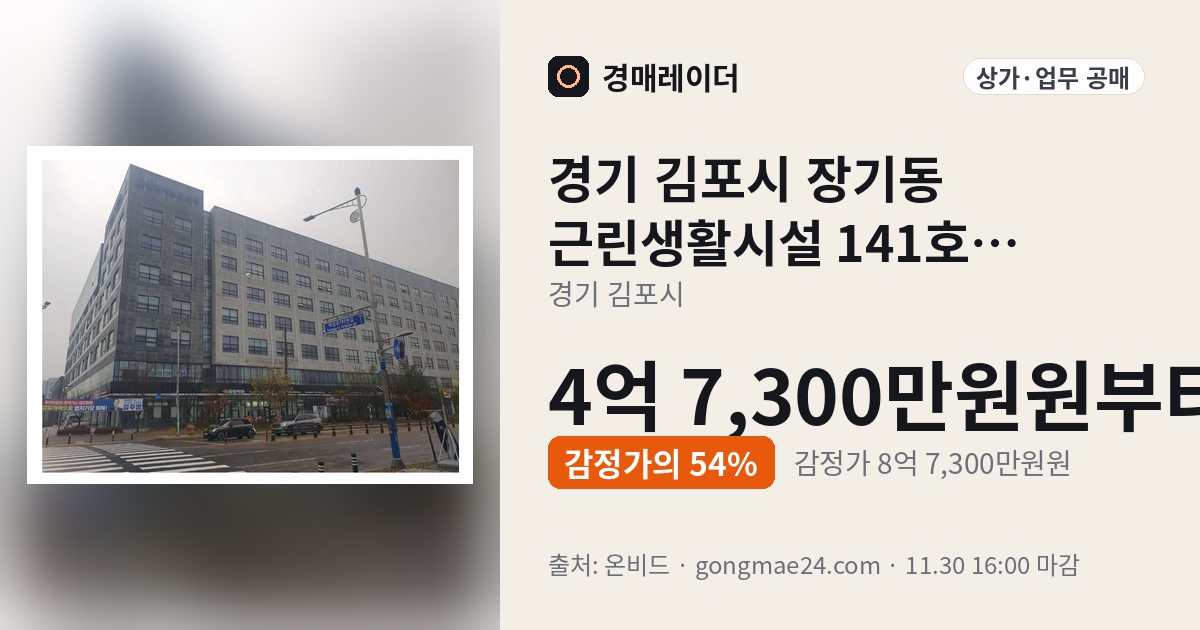 경매레이더
상가·업무 공매
경기 김포시 장기동
근린생활시설 141호…
경기 김포시
4억 7,300만원원부터
감정가의 54%
감정가 8억 7,300만원원
출처: 온비드 · gongmae24.com · 11.30 16:00 마감